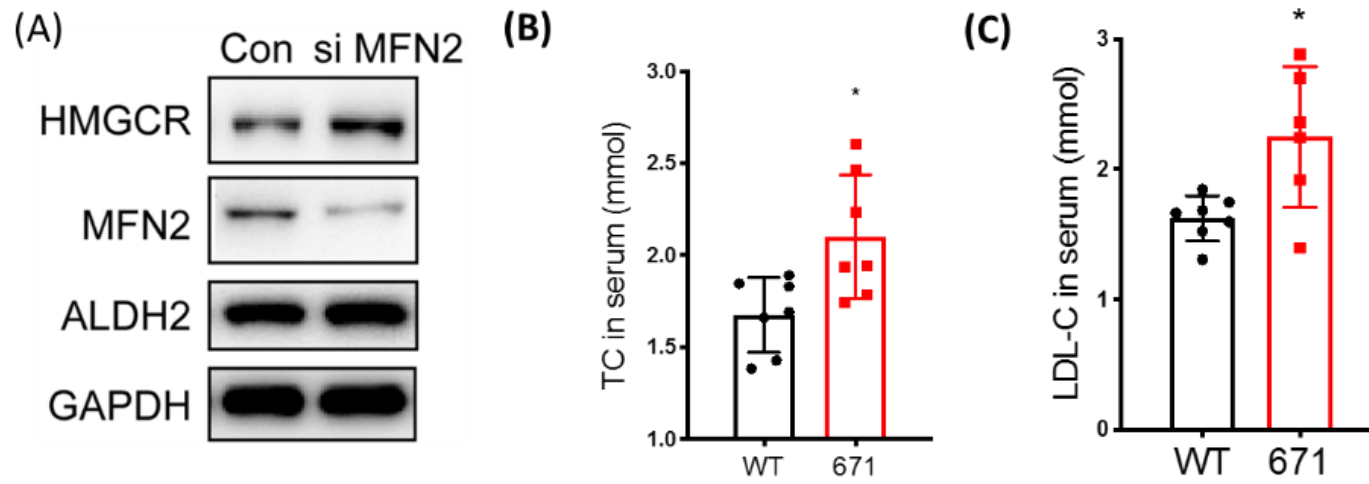 (A)
Con si MFN2
HMGCR
MFN2
ALDH2
GAPDH
(B)
TC in serum (mmol)
3.0
2.5
2.0
1.5
1.0
*
WT 671
(C)
LDL-C in serum (mmol)
3
2
1
0
*
WT 671